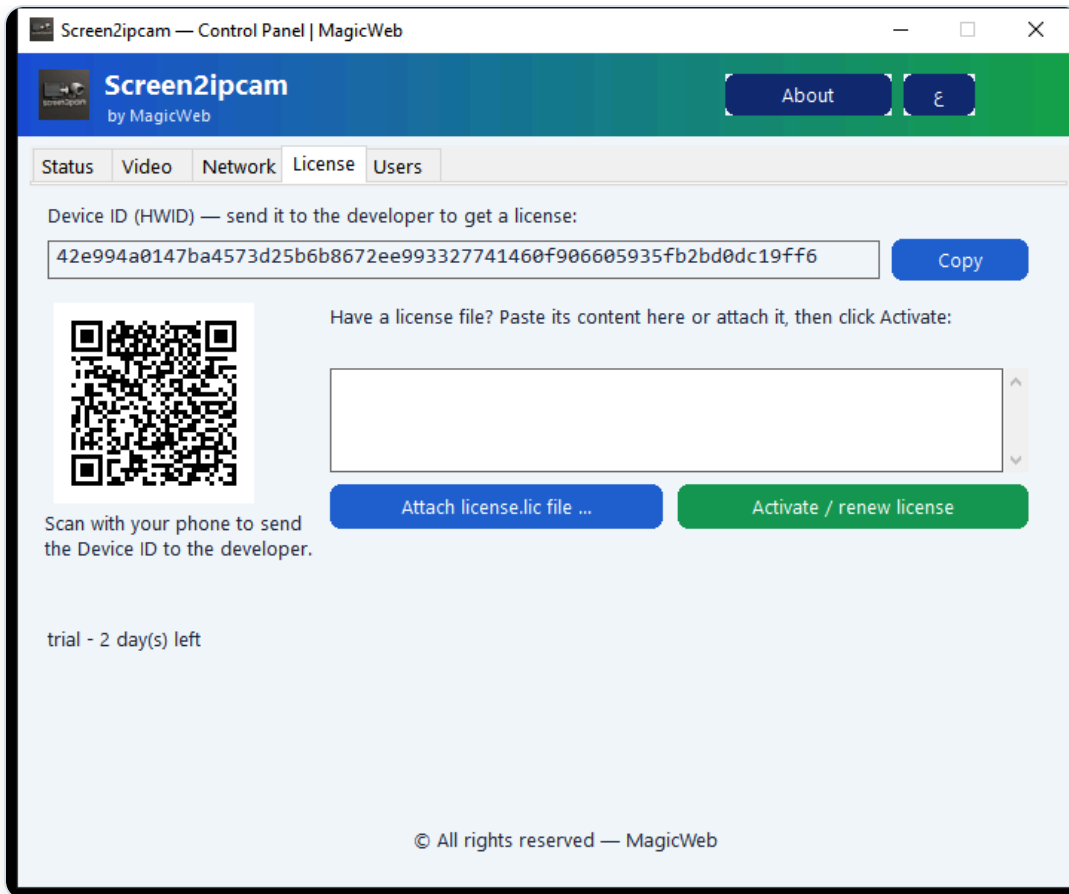 Screen2ipcam — Control Panel | MagicWeb
Screen2ipcam
by MagicWeb
About
ع
Status
Video
Network
License
Users
Device ID (HWID) — send it to the developer to get a license:
42e994a0147ba4573d25b6b8672ee993327741460f906605935fb2bd0dc19ff6
Copy
Have a license file? Paste its content here or attach it, then click Activate:
Attach license.lic file ...
Activate / renew license
Scan with your phone to send
the Device ID to the developer.
trial - 2 day(s) left
© All rights reserved — MagicWeb